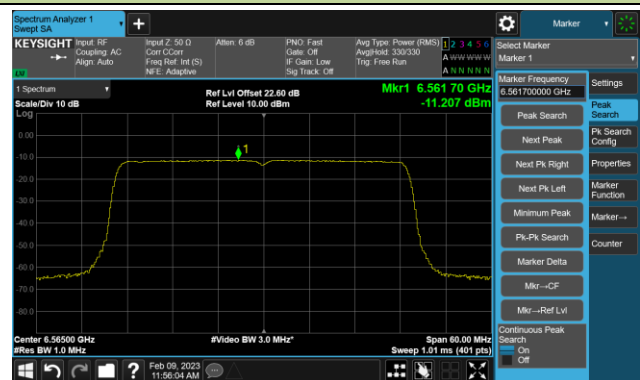 Spectrum Analyzer 1
Swept SA
+
Marker
KEYSIGHT
Input: RF
Coupling: AC
Align: Auto
Input Z: 50 Ω
Corr CCorr
Freq Ref: Int (S)
NFE: Adaptive
Atten: 6 dB
PNO: Fast
Gate: Off
IF Gain: Low
Sig Track: Off
Avg Type: Power (RMS)
Avg|Hold: 330/330
Trig: Free Run
1 2 3 4 5 6
A W W W W W
A N N N N N
LW
Select Marker
Marker 1
1 Spectrum
Scale/Div 10 dB
Log
Ref Lvl Offset 22.60 dB
Ref Level 10.00 dBm
Mkr1 6.561 70 GHz
-11.207 dBm
0.00
-10.0
-20.0
-30.0
-40.0
-50.0
-60.0
-70.0
-80.0
1
Center 6.56500 GHz
#Res BW 1.0 MHz
#Video BW 3.0 MHz*
Span 60.00 MHz
Sweep 1.01 ms (401 pts)
Marker Frequency
6.561700000 GHz
Peak Search
Next Peak
Next Pk Right
Next Pk Left
Minimum Peak
Pk-Pk Search
Marker Delta
Mkr→CF
Mkr→Ref Lvl
Continuous Peak
Search
On
Off
Settings
Peak
Search
Pk Search
Config
Properties
Marker
Function
Marker→
Counter
?
Feb 09, 2023
11:56:04 AM